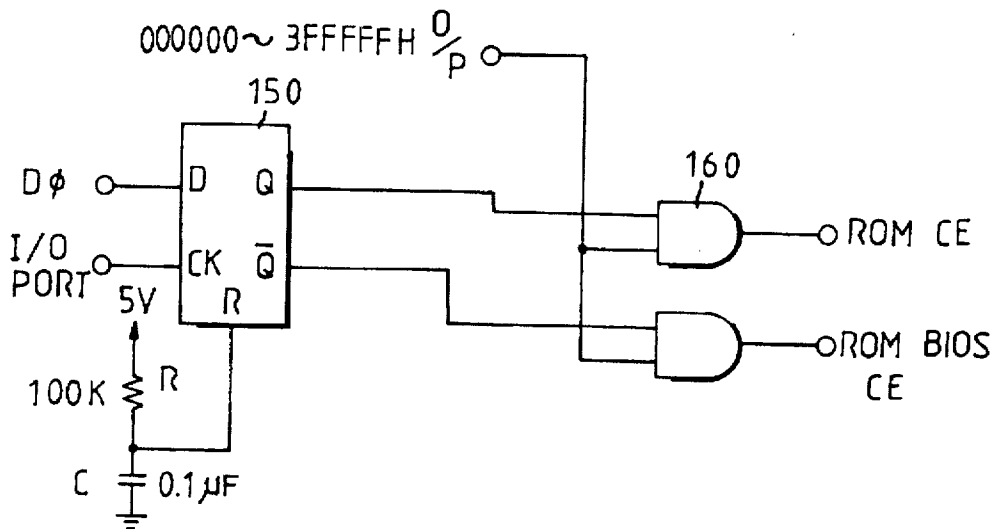 000000~3FFFFFH O/P
150
160
Dφ
D
Q
I/O
PORT
CK
Q̅
R
ROM CE
5V
100K
R
C
0.1µF
ROM BIOS
CE